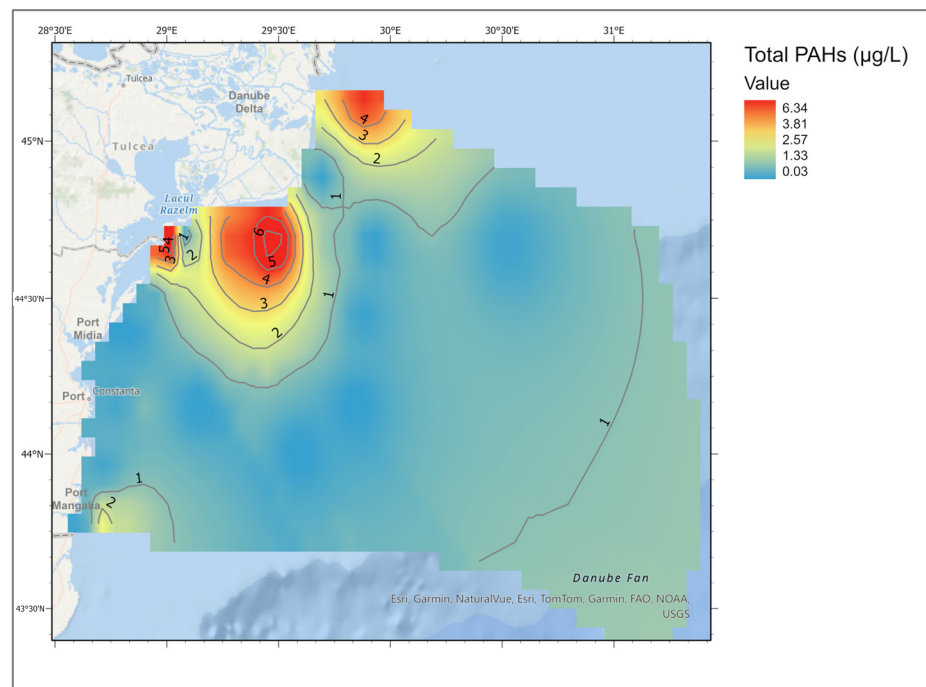 28°30'E 29°E 29°30'E 30°E 30°30'E 31°E
Total PAHs (µg/L)
Value
6.34
3.81
2.57
1.33
0.03
Tulcea
Danube
Delta
4
3
2
45°N
Tulcea
1
Lacul
Razelm
6
5
4
3
2
1
5
4
3
1
2
44°30'N
Port
Midia
Port
Constanta
1
44°N
1
2
Port
Mangalia
Danube Fan
Esri, Garmin, NaturalVue, Esri, TomTom, Garmin, FAO, NOAA,
USGS
43°30'N